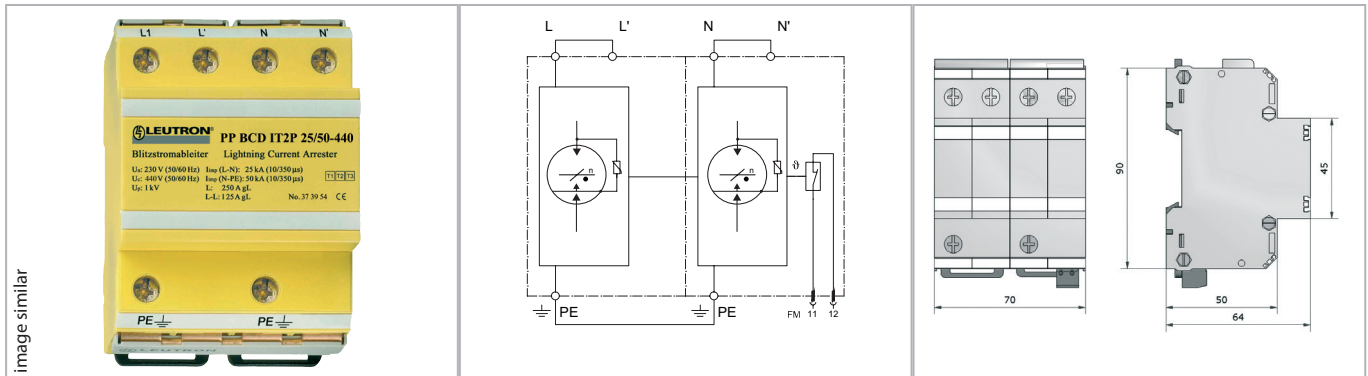 image similar
L1 L' N N'
LEUTRON®
PP BCD IT2P 25/50-440
Blitzstromableiter Lightning Current Arrester
Uₙ: 230 V (50/60 Hz) Iimp (L-N): 25 kA (10/350 µs)
U꜀: 440 V (50/60 Hz) Iimp (N-PE): 50 kA (10/350 µs)
T1 T2 T3
Uₚ: 1 kV L: 250 A gL
L-L: 125 A gL No. 37 39 54 CE
PE PE
LEUTRON
L L' N N'
n n ϑ
PE PE FM 11 12
90
70
45
50
64